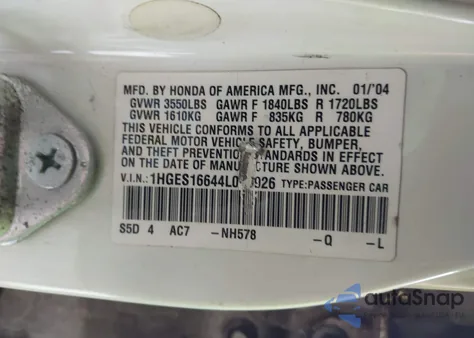 MFD. BY HONDA OF AMERICA MFG., INC. 01/'04
GVWR 3550LBS GAWR F 1840LBS R 1720LBS
GVWR 1610KG GAWR F 835KG R 780KG
THIS VEHICLE CONFORMS TO ALL APPLICABLE
FEDERAL MOTOR VEHICLE SAFETY, BUMPER,
AND THEFT PREVENTION STANDARDS IN EFFECT
ON THE DATE OF MANUFACTURE SHOWN ABOVE.
V.I.N.: TYPE:PASSENGER CAR
S5D 4 AC7 -NH578 -Q -L
autoSnap